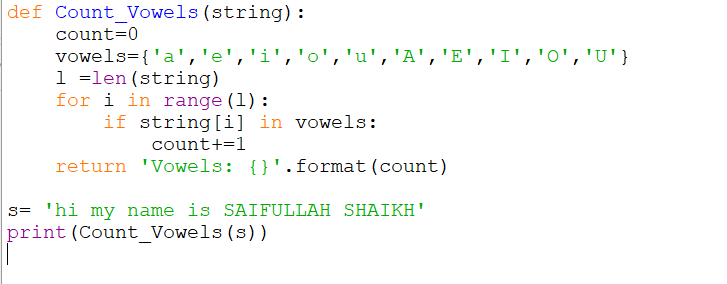 def Count_Vowels(string):
    count=0
    vowels={'a','e','i','o','u','A','E','I','O','U'}
    l =len(string)
    for i in range(l):
        if string[i] in vowels:
            count+=1
    return 'Vowels: {}'.format(count)

s= 'hi my name is SAIFULLAH SHAIKH'
print(Count_Vowels(s))